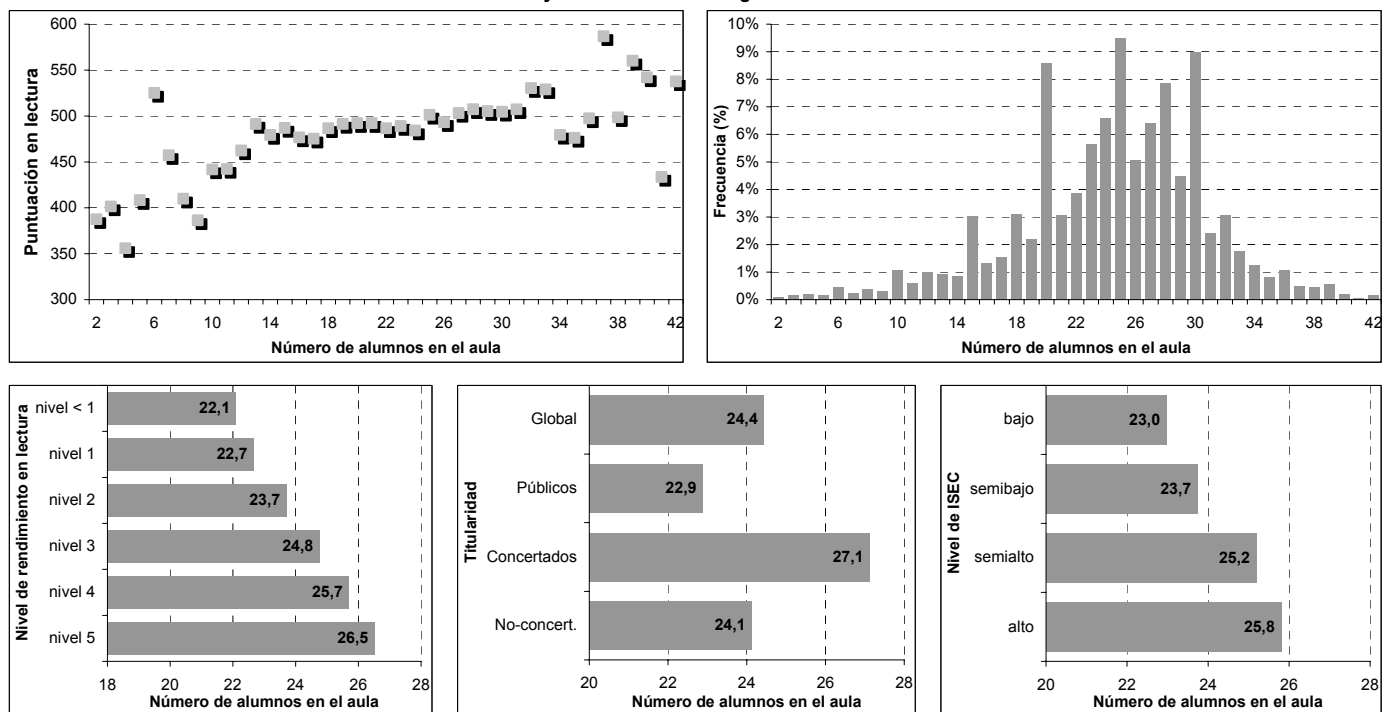 600
550
500
450
400
350
300
Puntuación en lectura
2 6 10 14 18 22 26 30 34 38 42
Número de alumnos en el aula
10%
9%
8%
7%
6%
5%
4%
3%
2%
1%
0%
Frecuencia (%)
2 6 10 14 18 22 26 30 34 38 42
Número de alumnos en el aula
Nivel de rendimiento en lectura
nivel < 1 22,1
nivel 1 22,7
nivel 2 23,7
nivel 3 24,8
nivel 4 25,7
nivel 5 26,5
18 20 22 24 26 28
Número de alumnos en el aula
Titularidad
Global 24,4
Públicos 22,9
Concertados 27,1
No-concert. 24,1
20 22 24 26 28
Número de alumnos en el aula
Nivel de ISEC
bajo 23,0
semibajo 23,7
semialto 25,2
alto 25,8
20 22 24 26 28
Número de alumnos en el aula